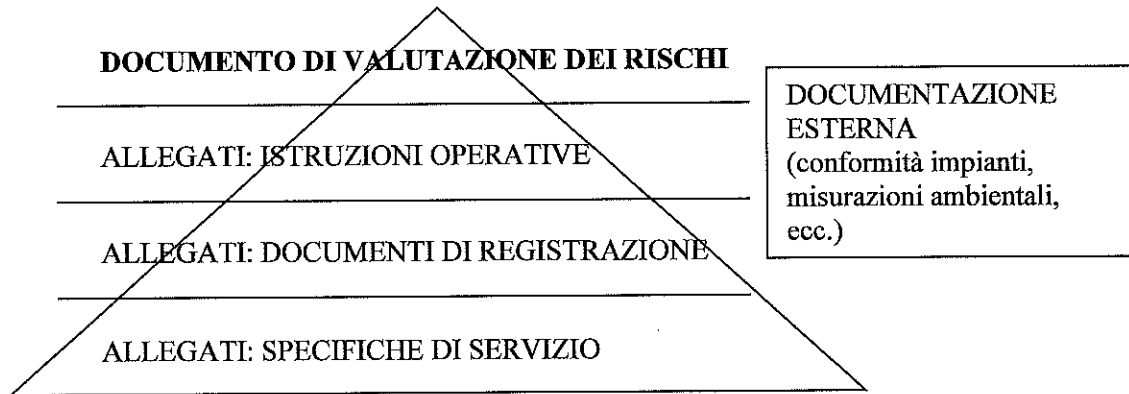 DOCUMENTO DI VALUTAZIONE DEI RISCHI
ALLEGATI: ISTRUZIONI OPERATIVE
ALLEGATI: DOCUMENTI DI REGISTRAZIONE
ALLEGATI: SPECIFICHE DI SERVIZIO
DOCUMENTAZIONE
ESTERNA
(conformità impianti,
misurazioni ambientali,
ecc.)